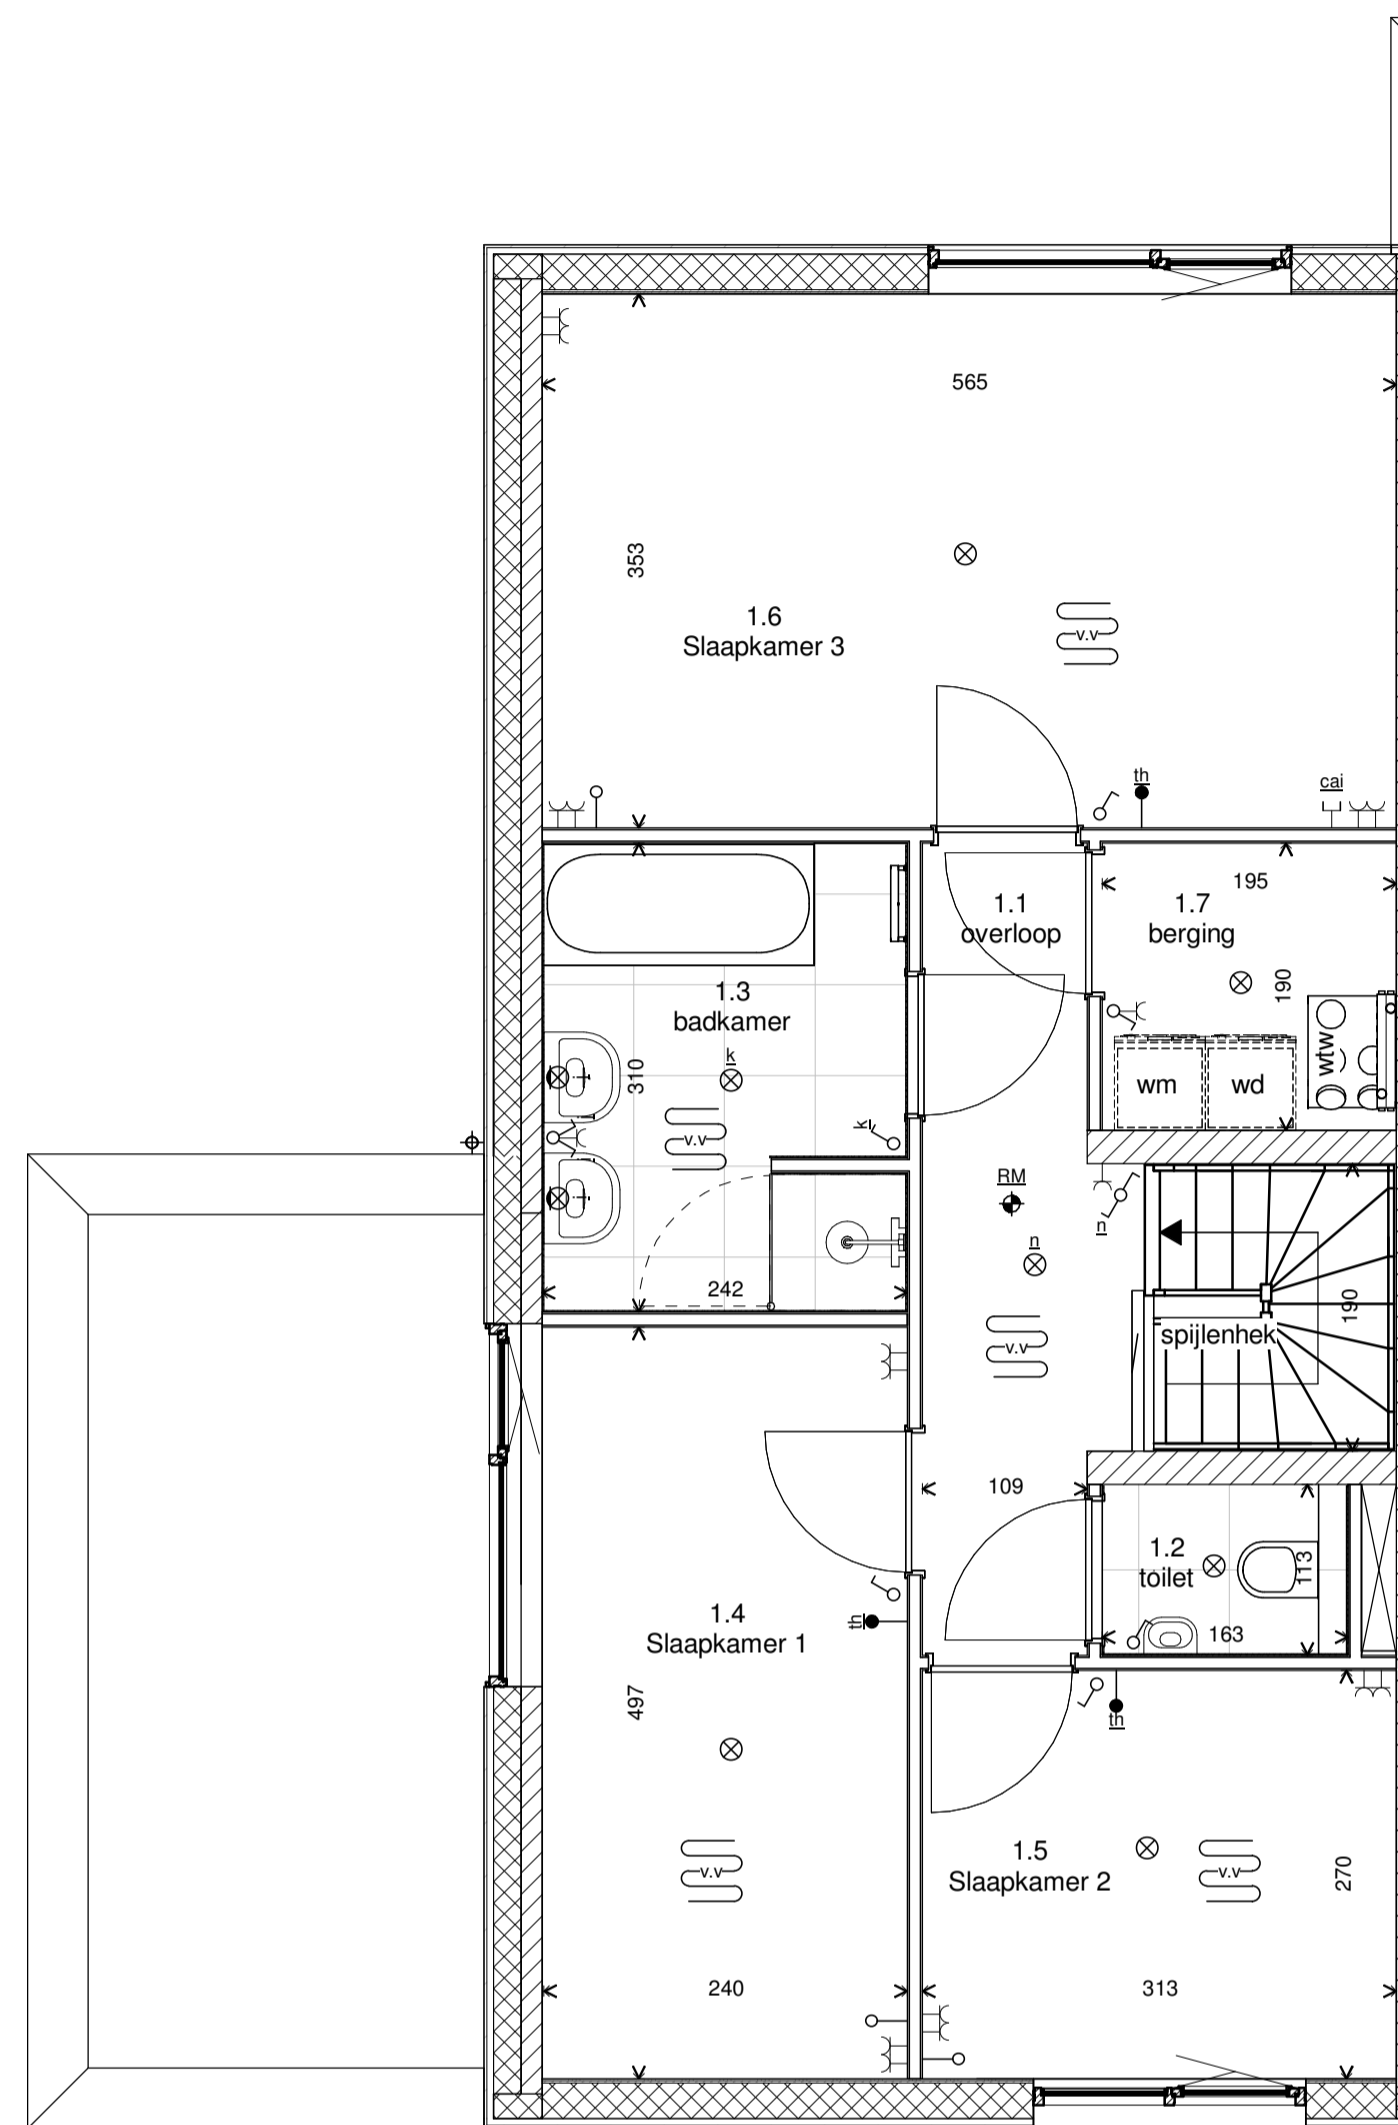 565
353
1.6
Slaapkamer 3
v.v
th
cai
195
1.1
overloop
1.7
berging
190
1.3
badkamer
k
310
v.v
k
wm
wd
wtw
RM
n
n
242
v.v
190
spijlenhek
109
1.2
toilet
113
163
1.4
Slaapkamer 1
th
497
v.v
240
th
1.5
Slaapkamer 2
v.v
270
313